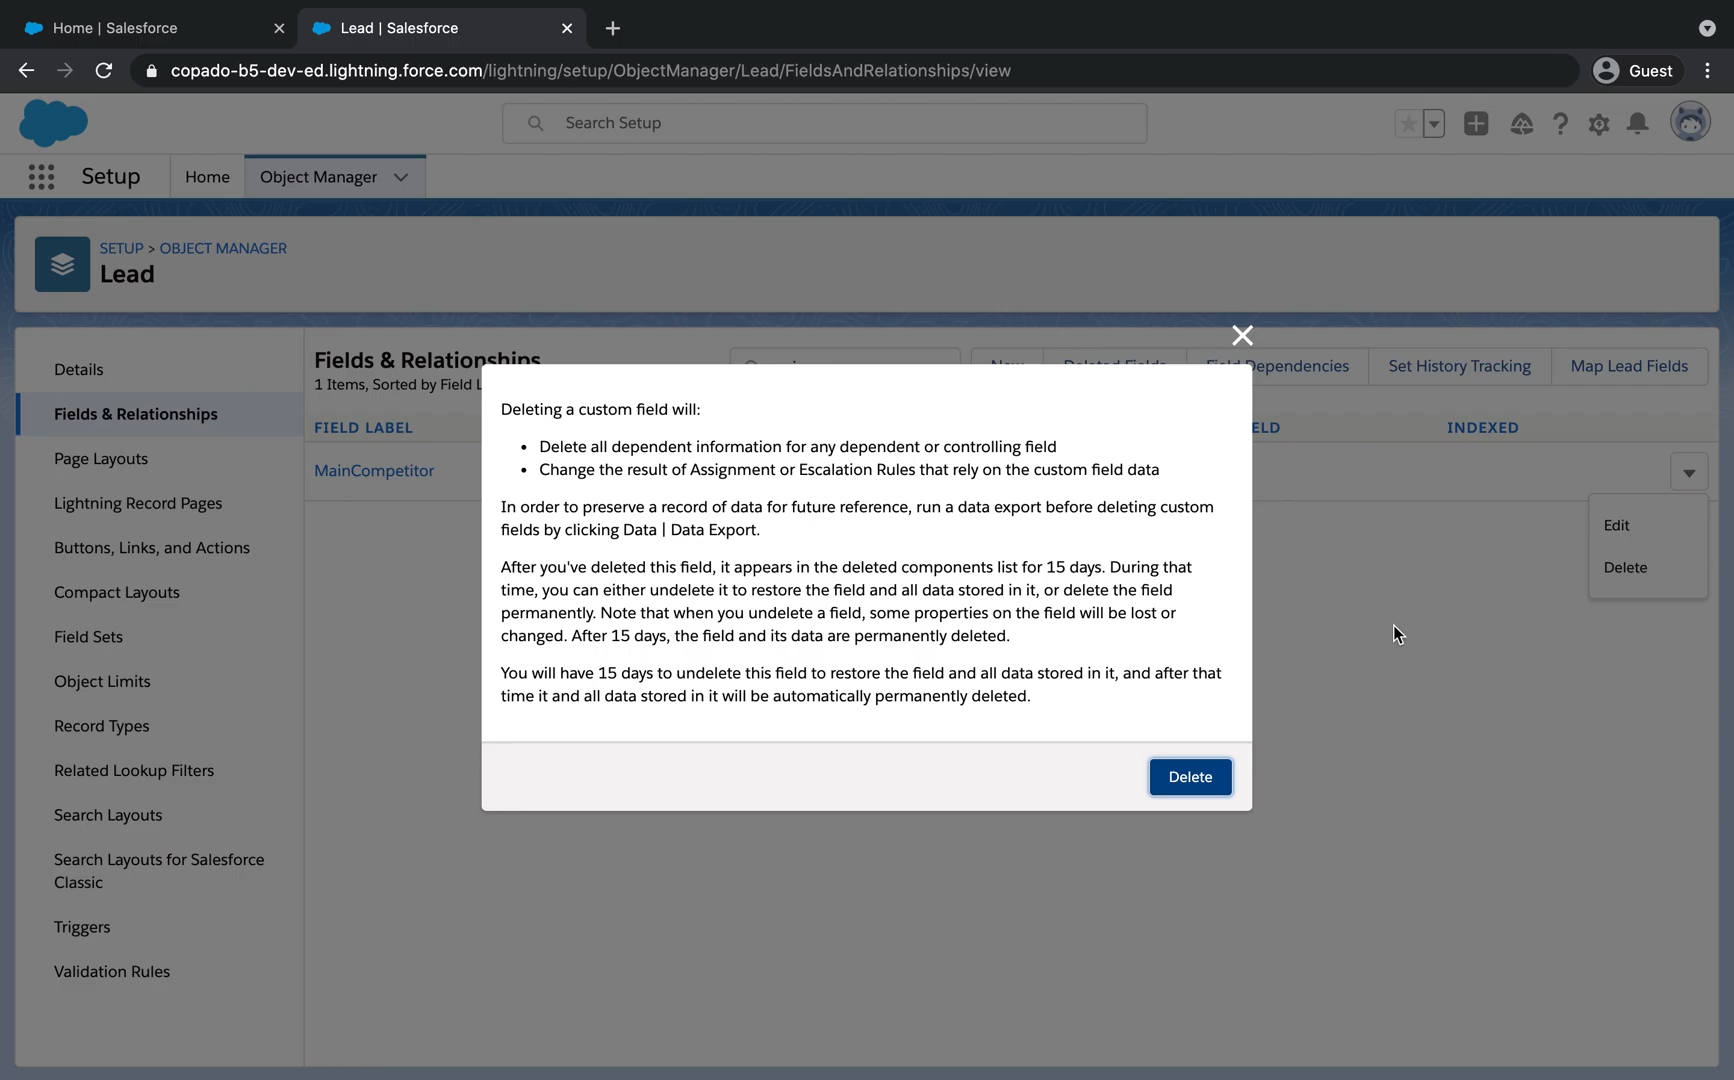 Home | Salesforce
Lead | Salesforce
copado-b5-dev-ed.lightning.force.com/lightning/setup/ObjectManager/Lead/FieldsAndRelationships/view
Guest
Search Setup
Setup
Home
Object Manager
SETUP > OBJECT MANAGER
Lead
Details
Fields & Relationships
Page Layouts
Lightning Record Pages
Buttons, Links, and Actions
Compact Layouts
Field Sets
Object Limits
Record Types
Related Lookup Filters
Search Layouts
Search Layouts for Salesforce
Classic
Triggers
Validation Rules
Fields & Relationships
1 Items, Sorted by Field L
New
Deleted Fields
Field Dependencies
Set History Tracking
Map Lead Fields
FIELD LABEL
ELD
INDEXED
MainCompetitor
Edit
Delete
Deleting a custom field will:
• Delete all dependent information for any dependent or controlling field
• Change the result of Assignment or Escalation Rules that rely on the custom field data
In order to preserve a record of data for future reference, run a data export before deleting custom
fields by clicking Data | Data Export.
After you've deleted this field, it appears in the deleted components list for 15 days. During that
time, you can either undelete it to restore the field and all data stored in it, or delete the field
permanently. Note that when you undelete a field, some properties on the field will be lost or
changed. After 15 days, the field and its data are permanently deleted.
You will have 15 days to undelete this field to restore the field and all data stored in it, and after that
time it and all data stored in it will be automatically permanently deleted.
Delete